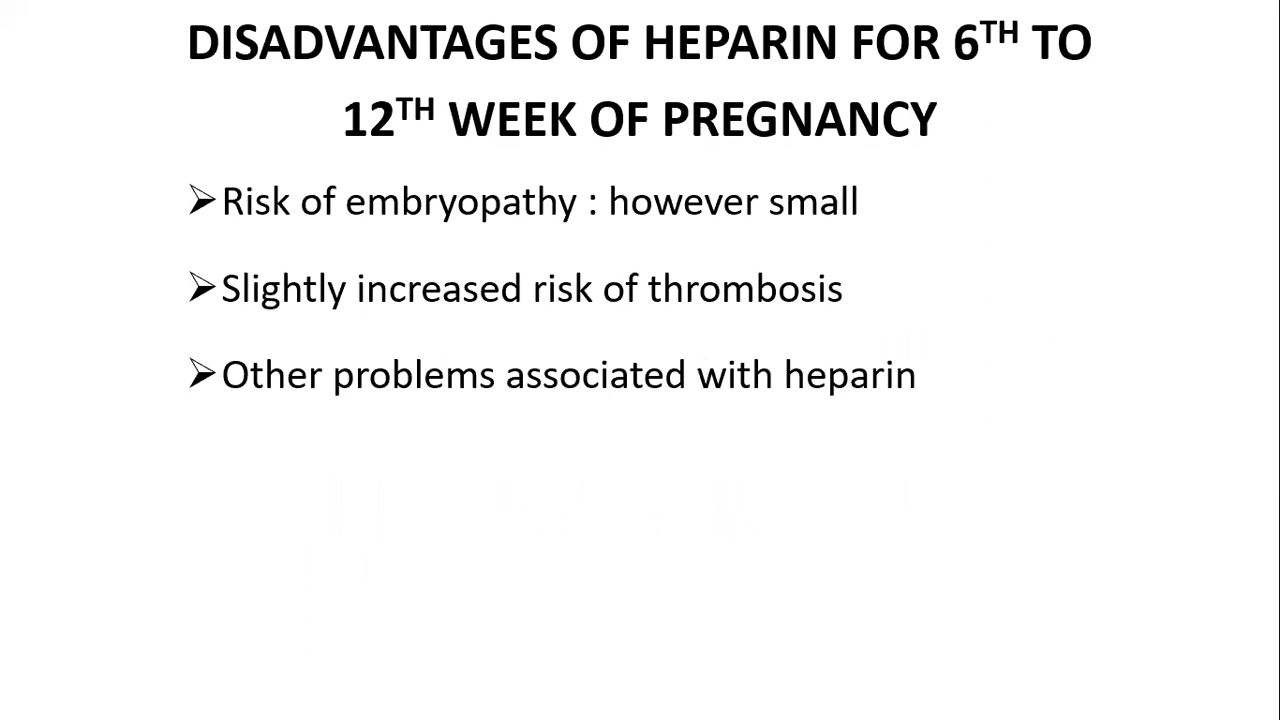 DISADVANTAGES OF HEPARIN FOR 6TH TO
12TH WEEK OF PREGNANCY
➢Risk of embryopathy : however small
➢Slightly increased risk of thrombosis
➢Other problems associated with heparin